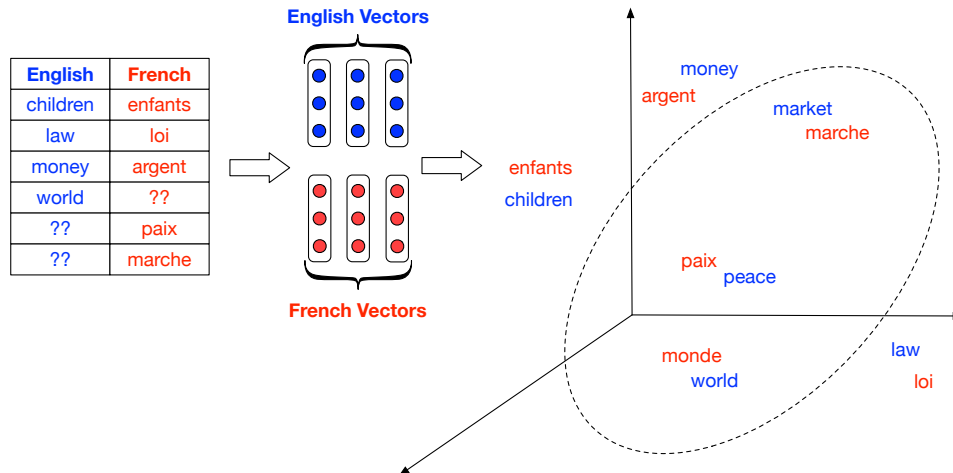 English Vectors
English French
children enfants
law loi
money argent
world ??
?? paix
?? marche
French Vectors
money
argent
market
marche
enfants
children
paix
peace
monde
world
law
loi